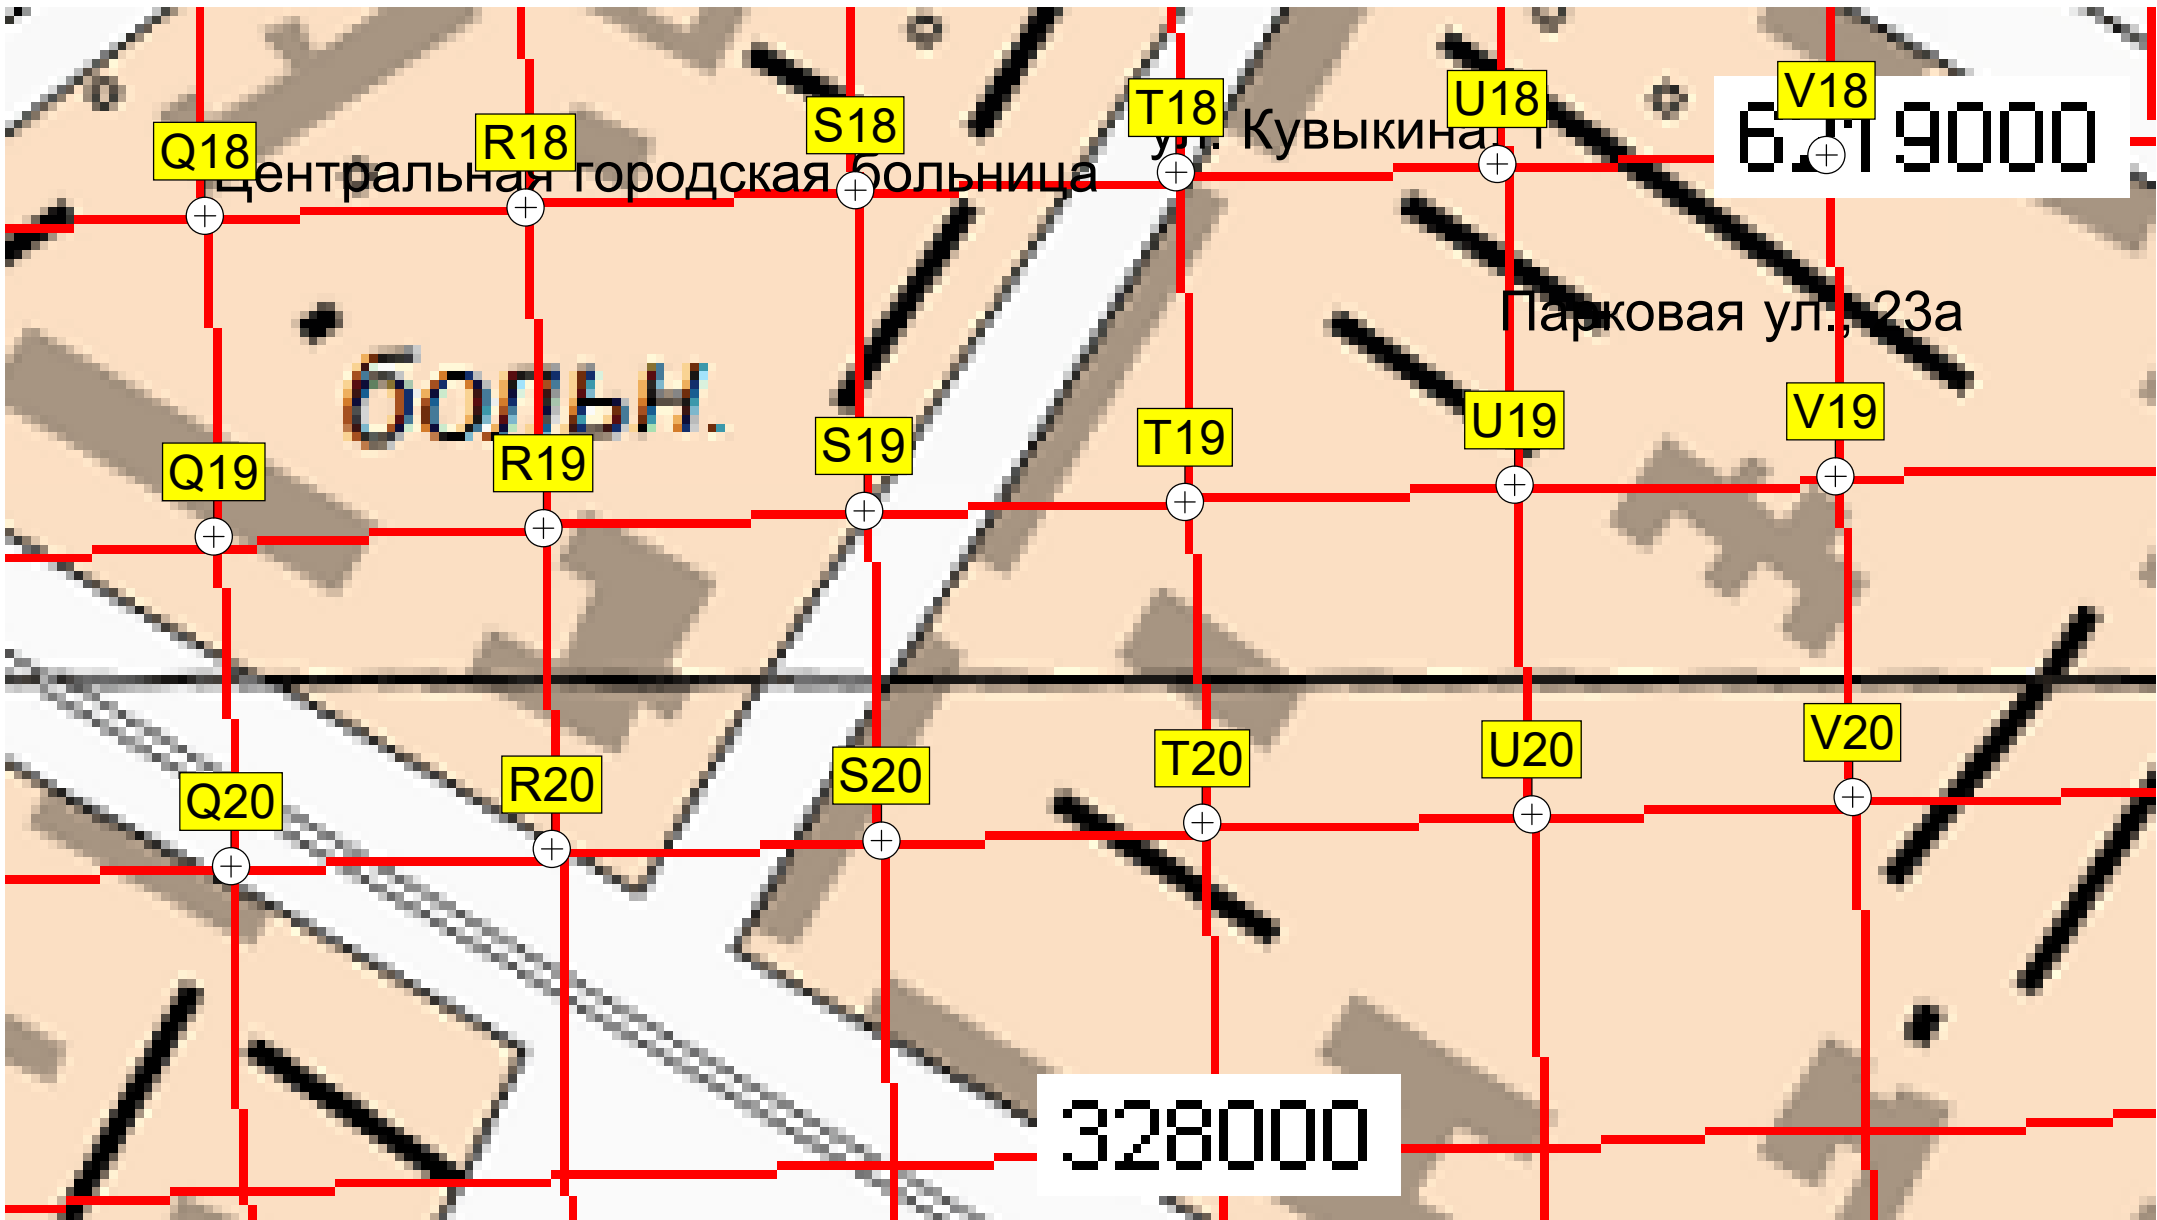 Q18 R18 S18 T18 U18 V18
6219000
ул. Кувыкина, 1
Центральная городская больница
Парковая ул., 23а
больн.
Q19 R19 S19 T19 U19 V19
Q20 R20 S20 T20 U20 V20
328000